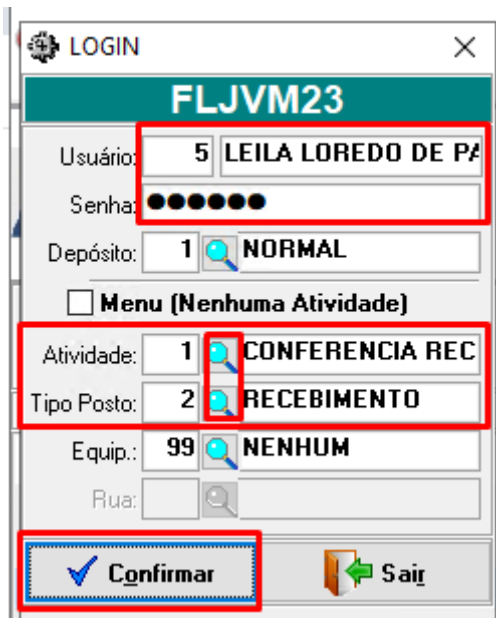 LOGIN
FLJVM23
Usuário: 5 LEILA LOREDO DE
Senha: ●●●●●●
Depósito: 1 NORMAL
Menu (Nenhuma Atividade)
Atividade: 1 CONFERENCIA REC
Tipo Posto: 2 RECEBIMENTO
Equip.: 99 NENHUM
Rua:
Confirmar Sair